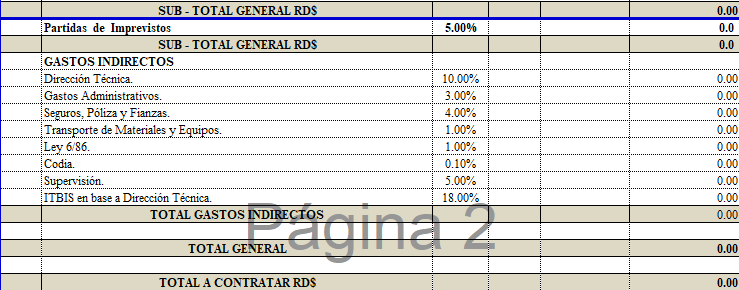 SUB - TOTAL GENERAL RD$ 0.00
Partidas de Imprevistos 5.00% 0.0
SUB - TOTAL GENERAL RD$ 0.0
GASTOS INDIRECTOS
Dirección Técnica. 10.00% 0.00
Gastos Administrativos. 3.00% 0.00
Seguros, Póliza y Fianzas. 4.00% 0.00
Transporte de Materiales y Equipos. 1.00% 0.00
Ley 6/86. 1.00% 0.00
Codia. 0.10% 0.00
Supervisión. 5.00% 0.00
ITBIS en base a Dirección Técnica. 18.00% 0.00
TOTAL GASTOS INDIRECTOS 0.00
Página 2
TOTAL GENERAL 0.00
TOTAL A CONTRATAR RD$ 0.00